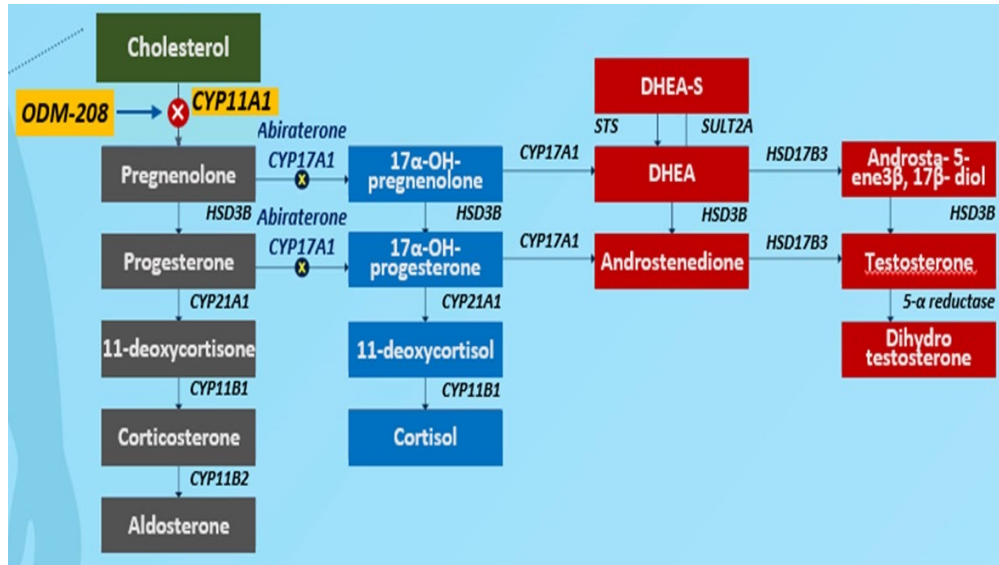 Cholesterol
ODM-208
CYP11A1
Abiraterone
CYP17A1
Pregnenolone
17α-OH-
pregnenolone
CYP17A1
DHEA-S
STS
SULT2A
DHEA
HSD17B3
Androsta- 5-
ene3β, 17β- diol
HSD3B
Abiraterone
CYP17A1
HSD3B
HSD3B
HSD3B
Progesterone
17α-OH-
progesterone
CYP17A1
Androstenedione
HSD17B3
Testosterone
CYP21A1
CYP21A1
5-α reductase
11-deoxycortisone
11-deoxycortisol
Dihydro
testosterone
CYP11B1
CYP11B1
Corticosterone
Cortisol
CYP11B2
Aldosterone